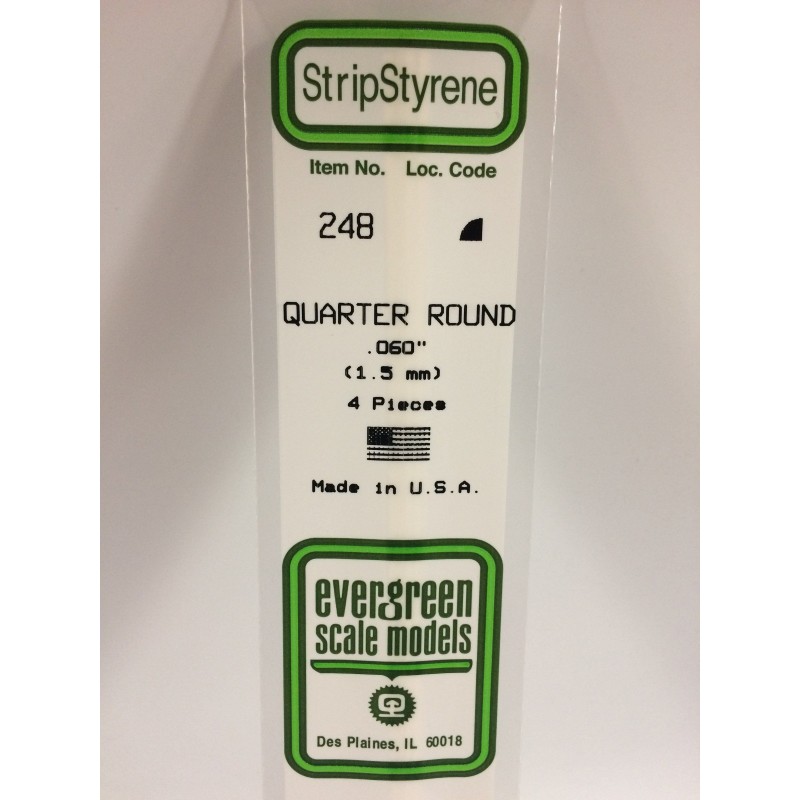 StripStyrene
Item No. Loc. Code
248
QUARTER ROUND
.060"
(1.5 mm)
4 Pieces
Made in U.S.A.
evergreen
scale models
Des Plaines, IL 60018